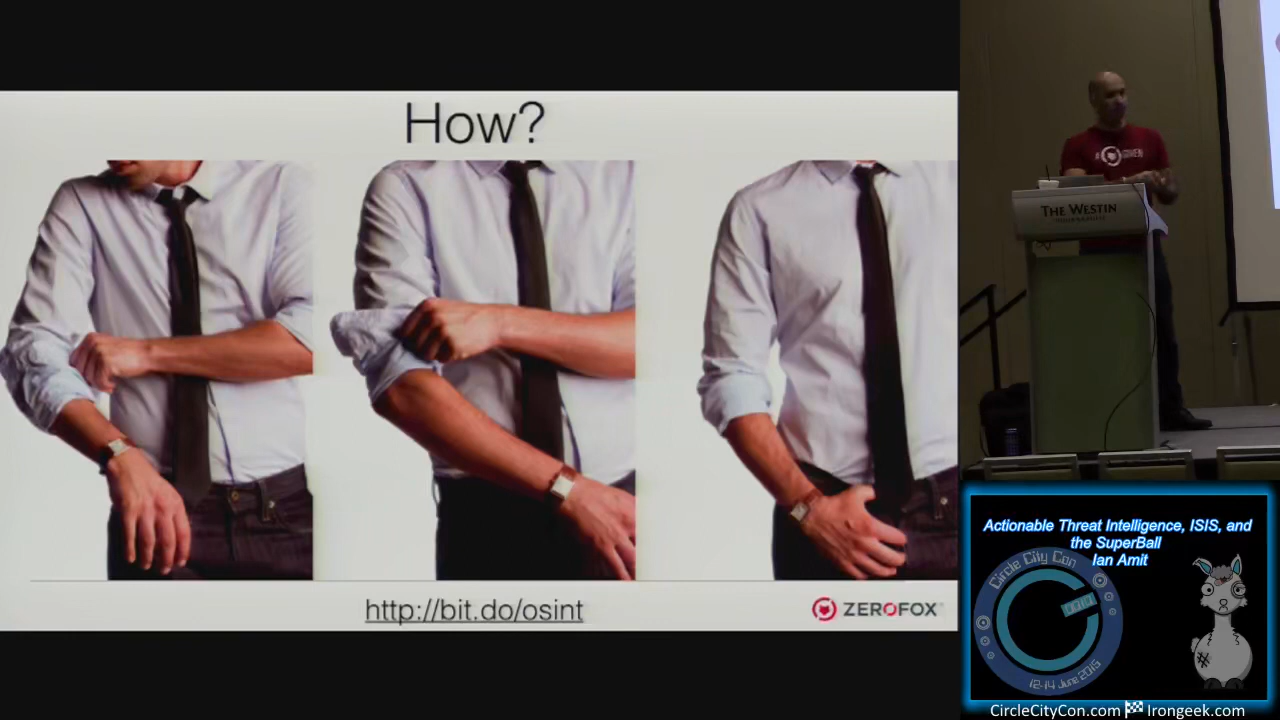 How?
http://bit.do/osint
ZEROFOX
THE WESTIN
Actionable Threat Intelligence, ISIS, and
the SuperBall
Ian Amit
Circle City Con
12-14 June 2015
CircleCityCon.com Irongeek.com